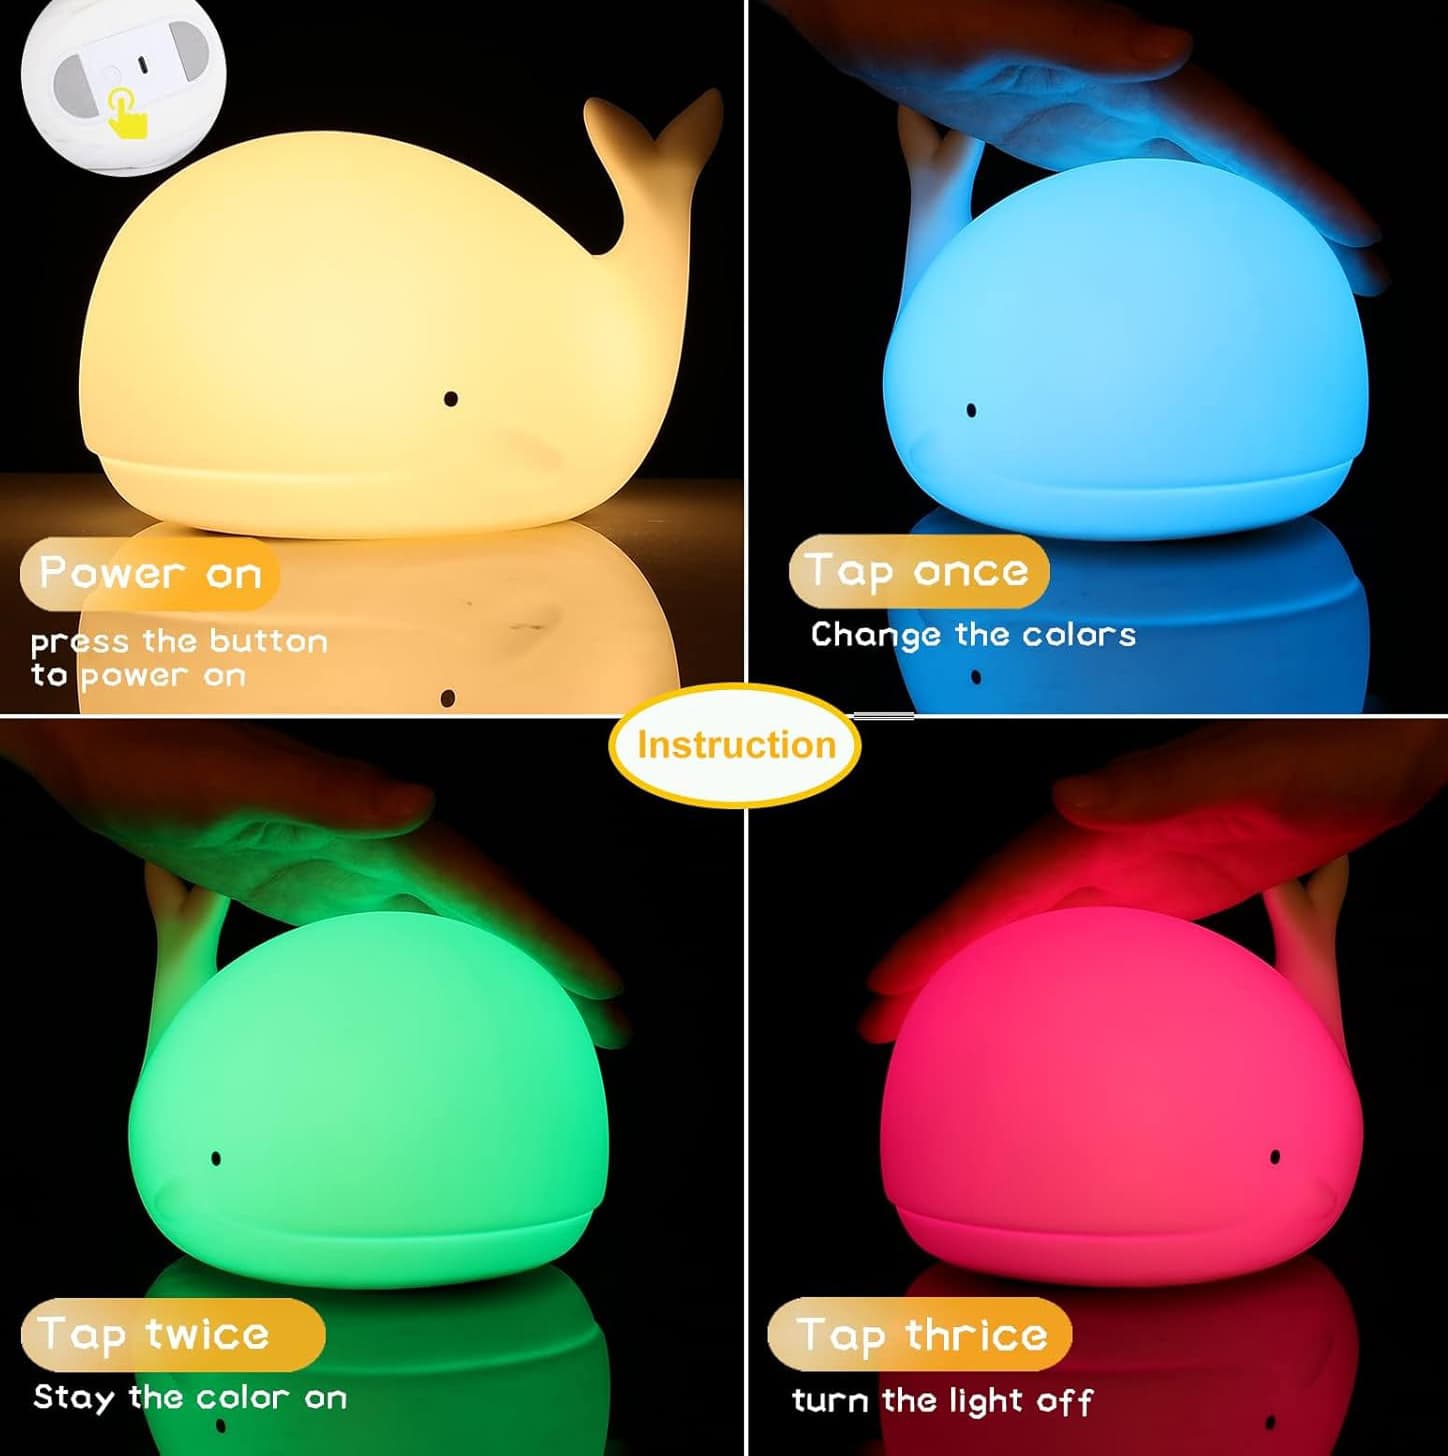 Power on
press the button
to power on
Tap once
Change the colors
Instruction
Tap twice
Stay the color on
Tap thrice
turn the light off